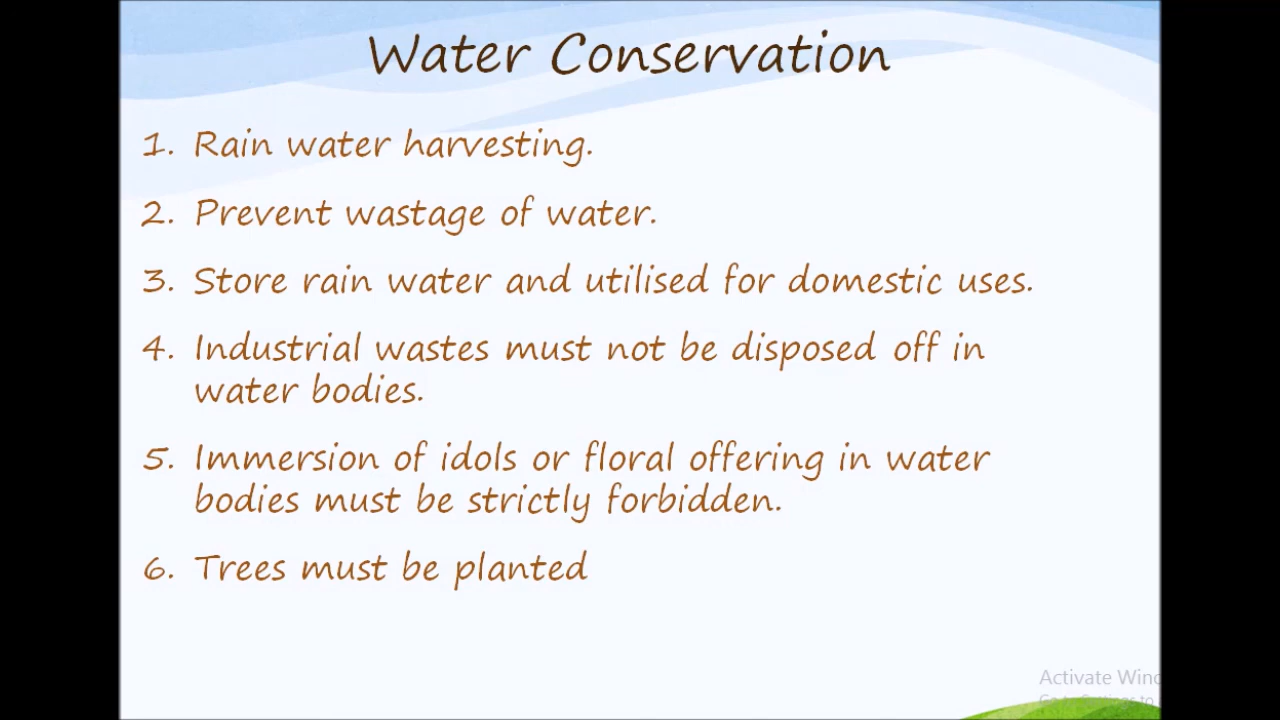 Water Conservation
1. Rain water harvesting.
2. Prevent wastage of water.
3. Store rain water and utilised for domestic uses.
4. Industrial wastes must not be disposed off in
water bodies.
5. Immersion of idols or floral offering in water
bodies must be strictly forbidden.
6. Trees must be planted
Activate Wind